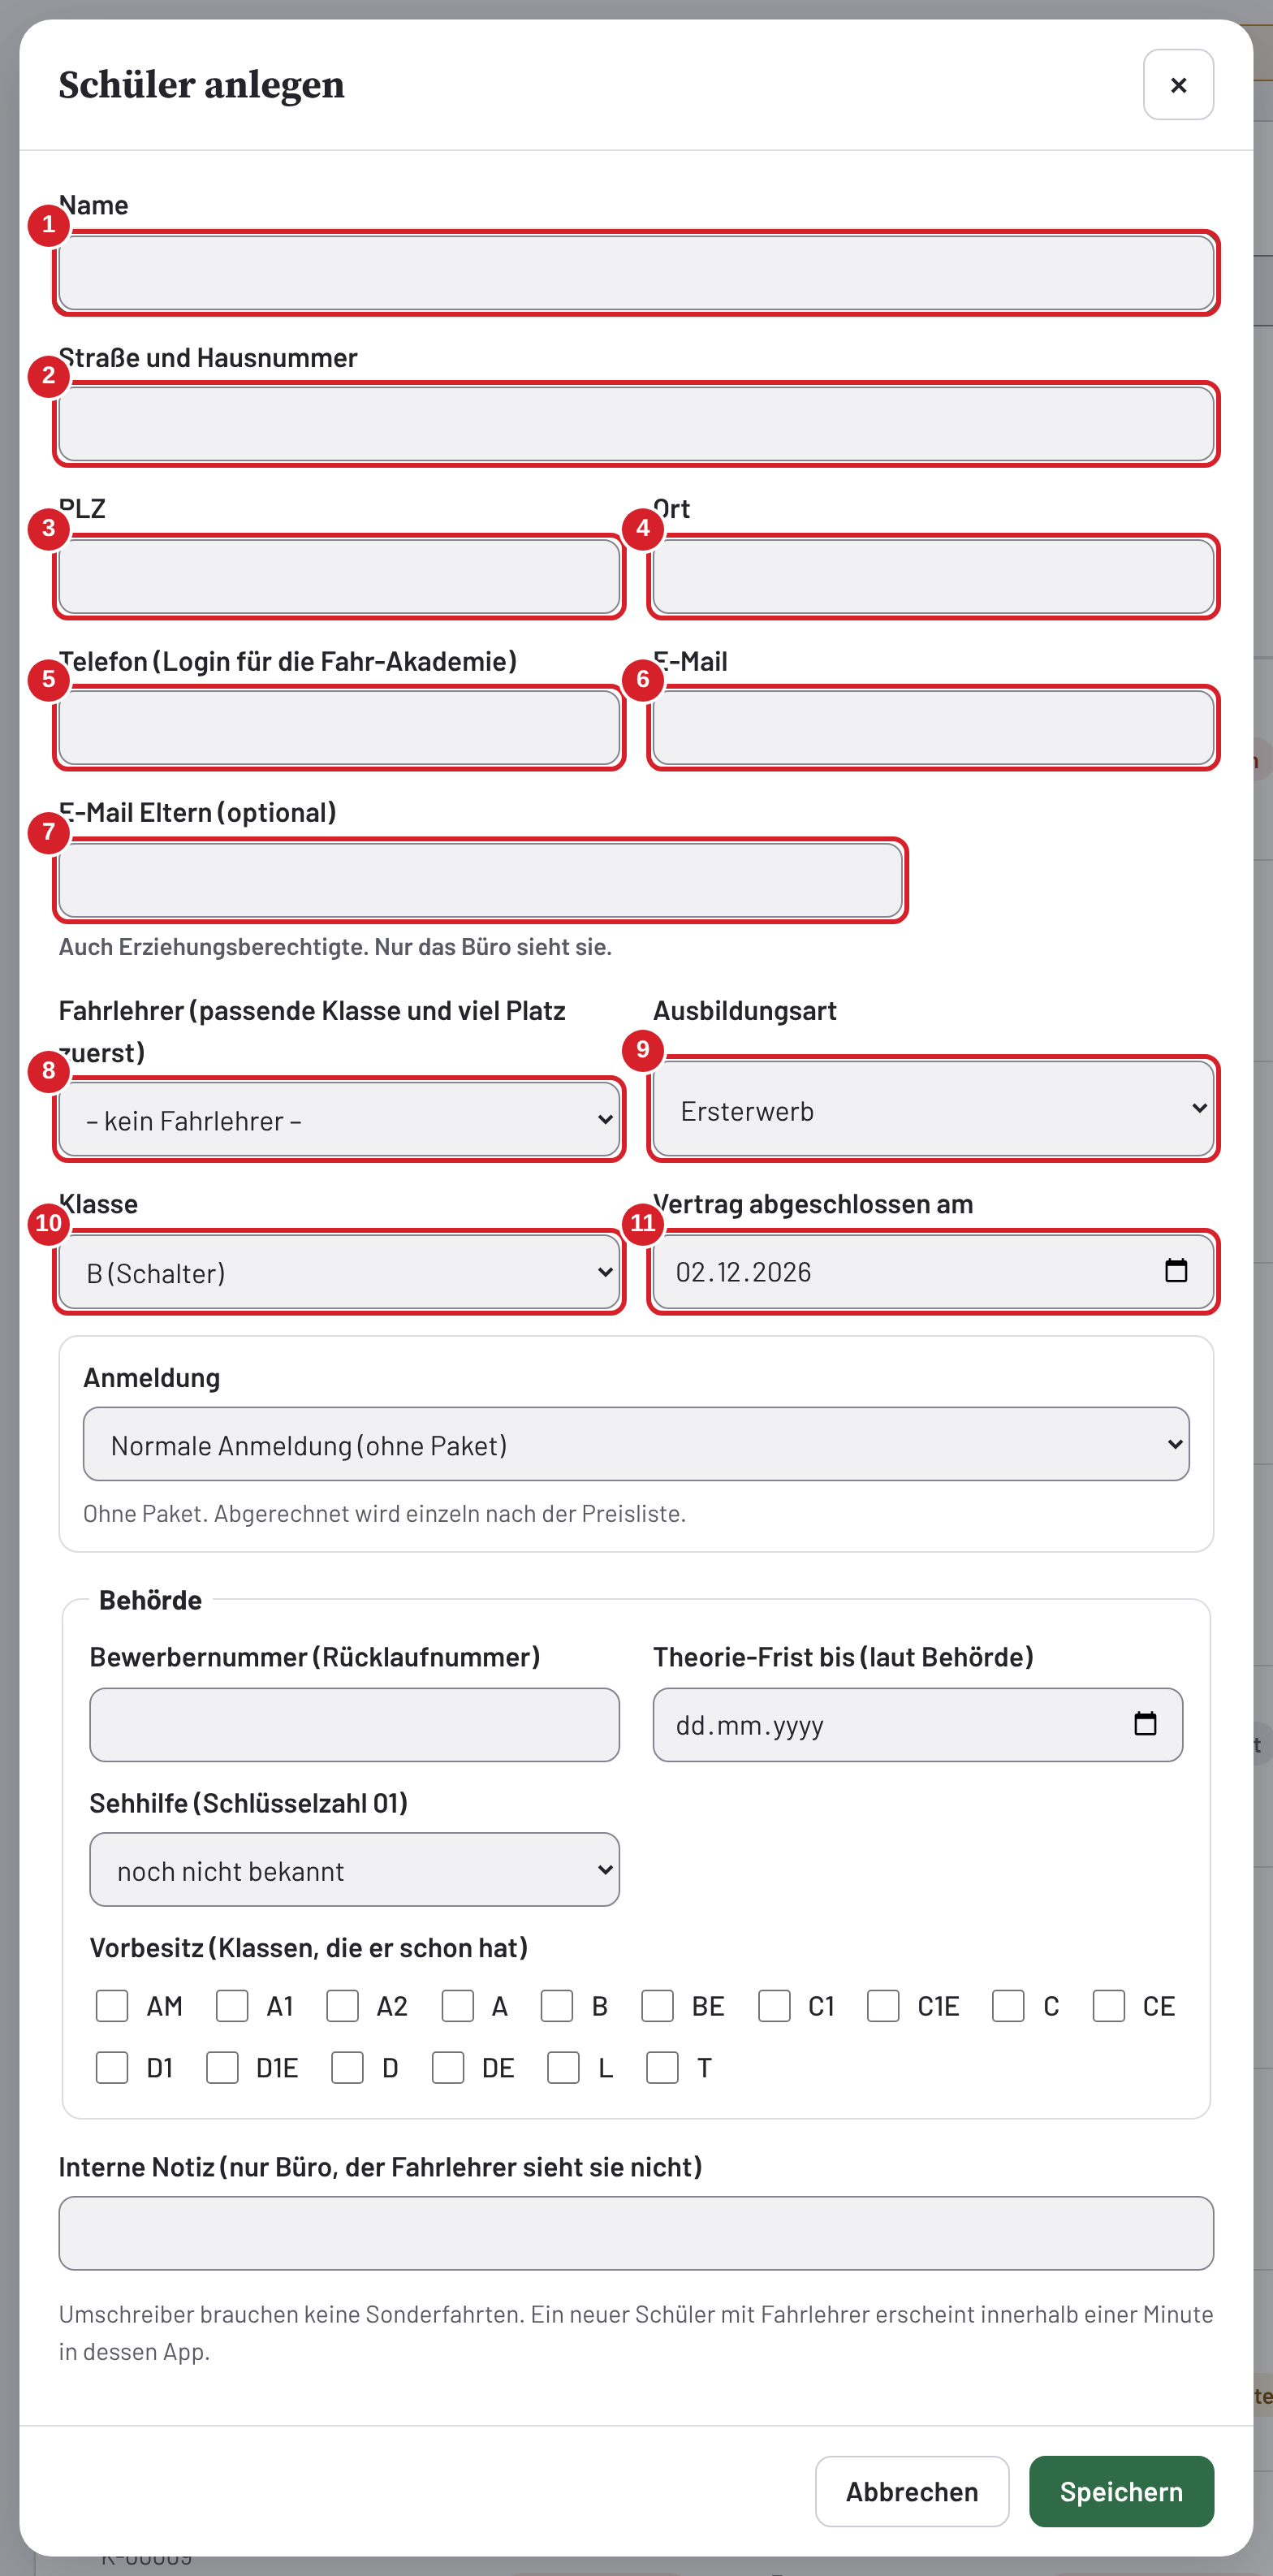 Schüler anlegen
×
Name
1
Straße und Hausnummer
2
PLZ
Ort
3
4
Telefon (Login für die Fahr-Akademie)
E-Mail
5
6
E-Mail Eltern (optional)
7
Auch Erziehungsberechtigte. Nur das Büro sieht sie.
Fahrlehrer (passende Klasse und viel Platz zuerst)
Ausbildungsart
8
– kein Fahrlehrer –
9
Ersterwerb
Klasse
Vertrag abgeschlossen am
10
B (Schalter)
11
02.12.2026
Anmeldung
Normale Anmeldung (ohne Paket)
Ohne Paket. Abgerechnet wird einzeln nach der Preisliste.
Behörde
Bewerbernummer (Rücklaufnummer)
Theorie-Frist bis (laut Behörde)
dd.mm.yyyy
Sehhilfe (Schlüsselzahl 01)
noch nicht bekannt
Vorbesitz (Klassen, die er schon hat)
AM A1 A2 A B BE C1 C1E C CE
D1 D1E D DE L T
Interne Notiz (nur Büro, der Fahrlehrer sieht sie nicht)
Umschreiber brauchen keine Sonderfahrten. Ein neuer Schüler mit Fahrlehrer erscheint innerhalb einer Minute
in dessen App.
Abbrechen
Speichern